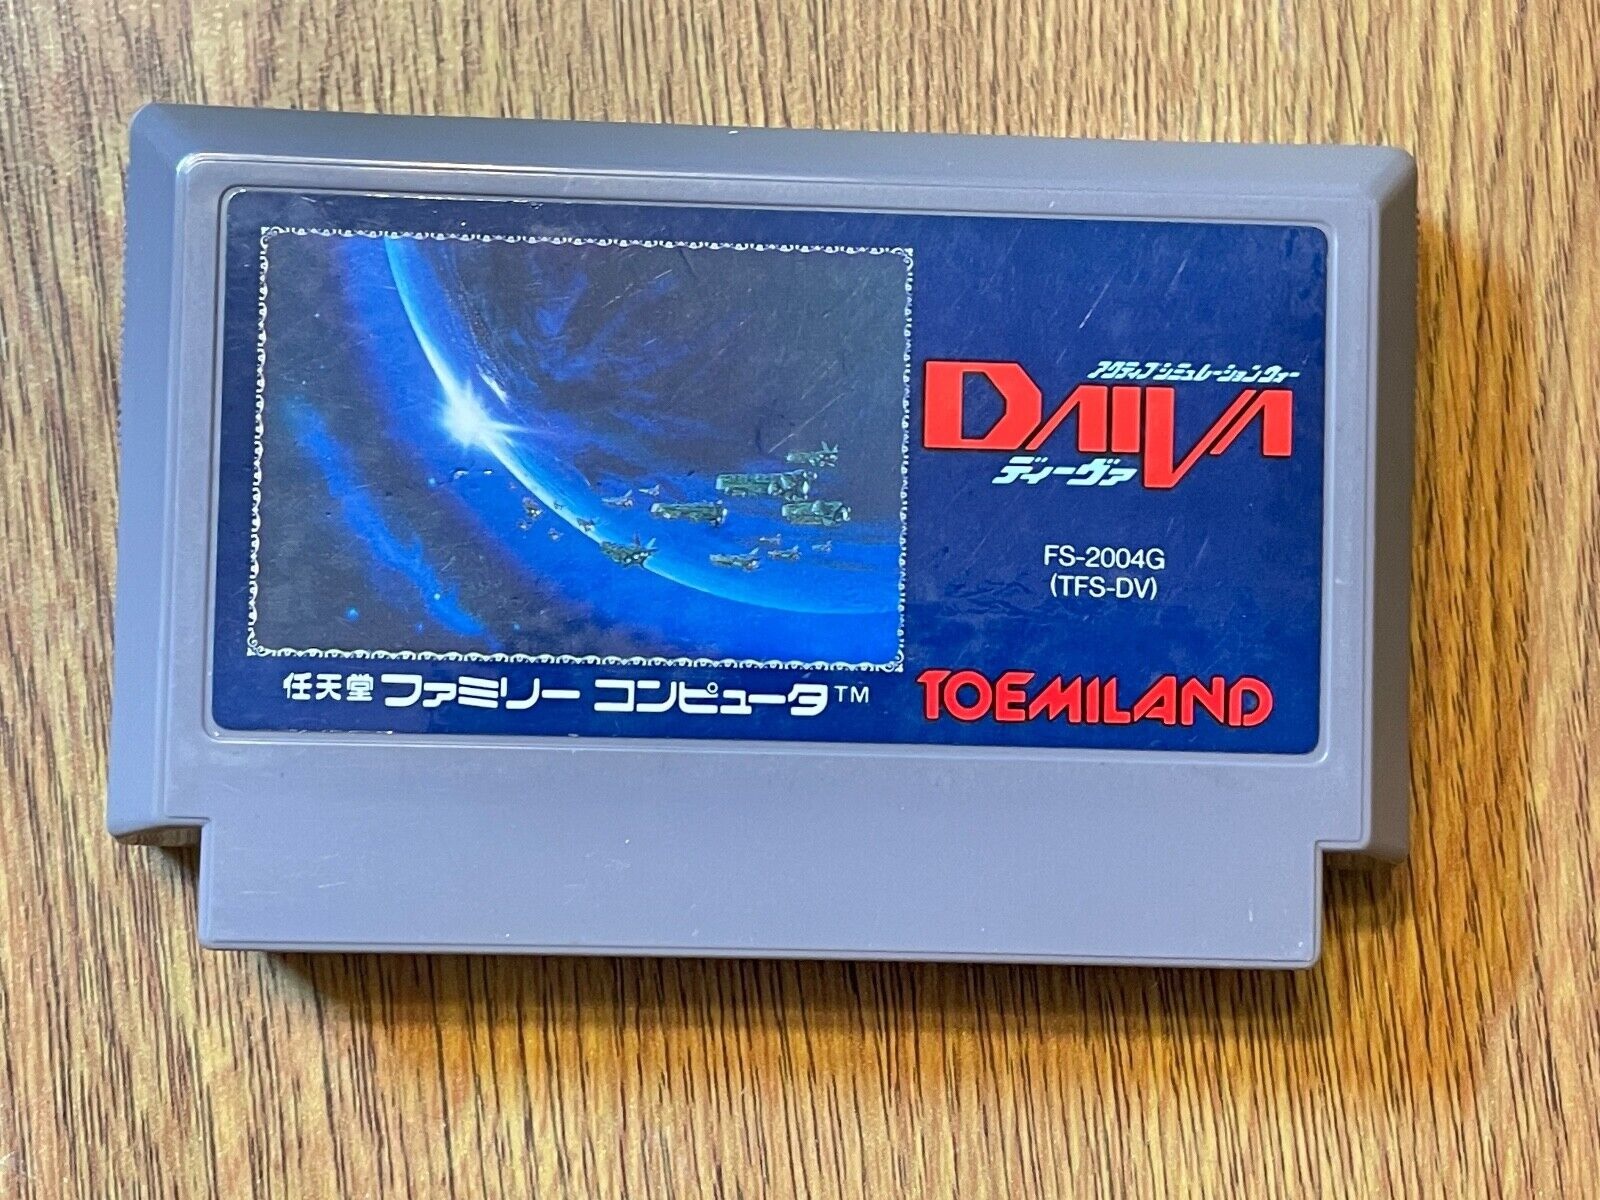 アクティブシミュレーションウォー
DAIVA
ディーヴァ
FS-2004G
(TFS-DV)
任天堂 ファミリー コンピュータ™
TOEMILAND